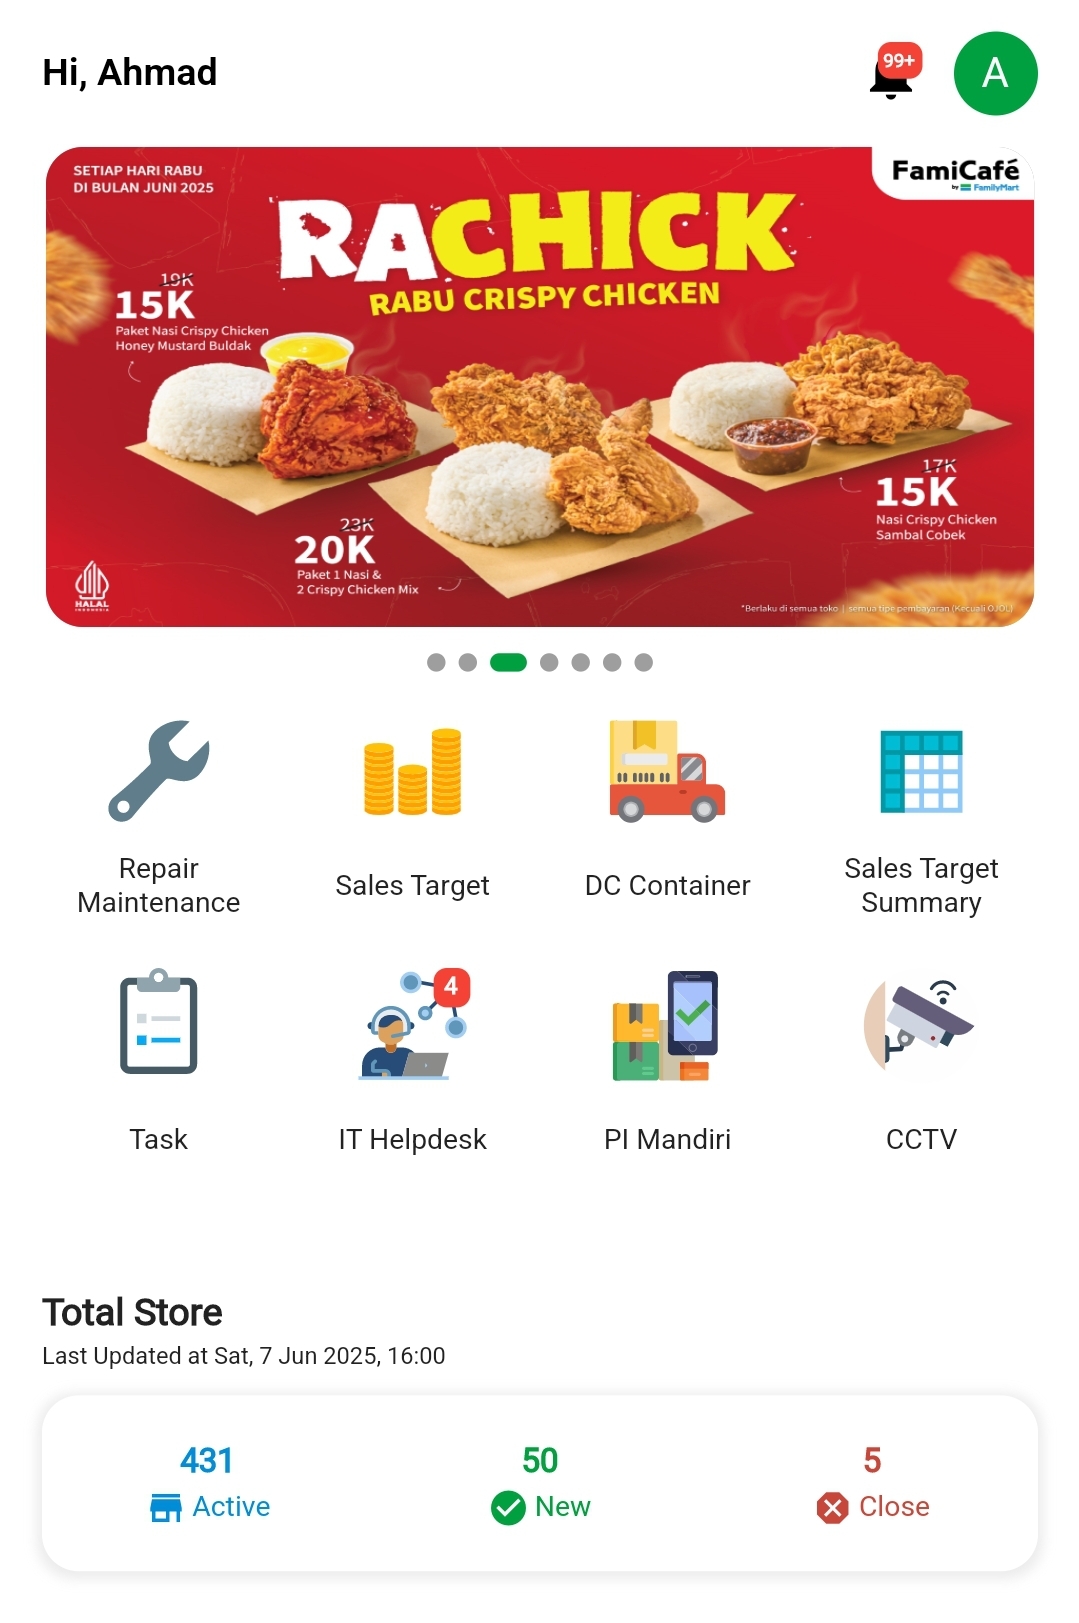 Hi, Ahmad
99+
A
SETIAP HARI RABU
DI BULAN JUNI 2025
FamiCafé
by FamilyMart
RACHICK
RABU CRISPY CHICKEN
19K
15K
Paket Nasi Crispy Chicken
Honey Mustard Buldak
17K
15K
Nasi Crispy Chicken
Sambal Cobek
23K
20K
Paket 1 Nasi &
2 Crispy Chicken Mix
HALAL
INDONESIA
*Berlaku di semua toko | semua tipe pembayaran (Kecuali OJOL)
Repair
Maintenance
Sales Target
DC Container
Sales Target
Summary
Task
4
IT Helpdesk
PI Mandiri
CCTV
Total Store
Last Updated at Sat, 7 Jun 2025, 16:00
431
Active
50
New
5
Close